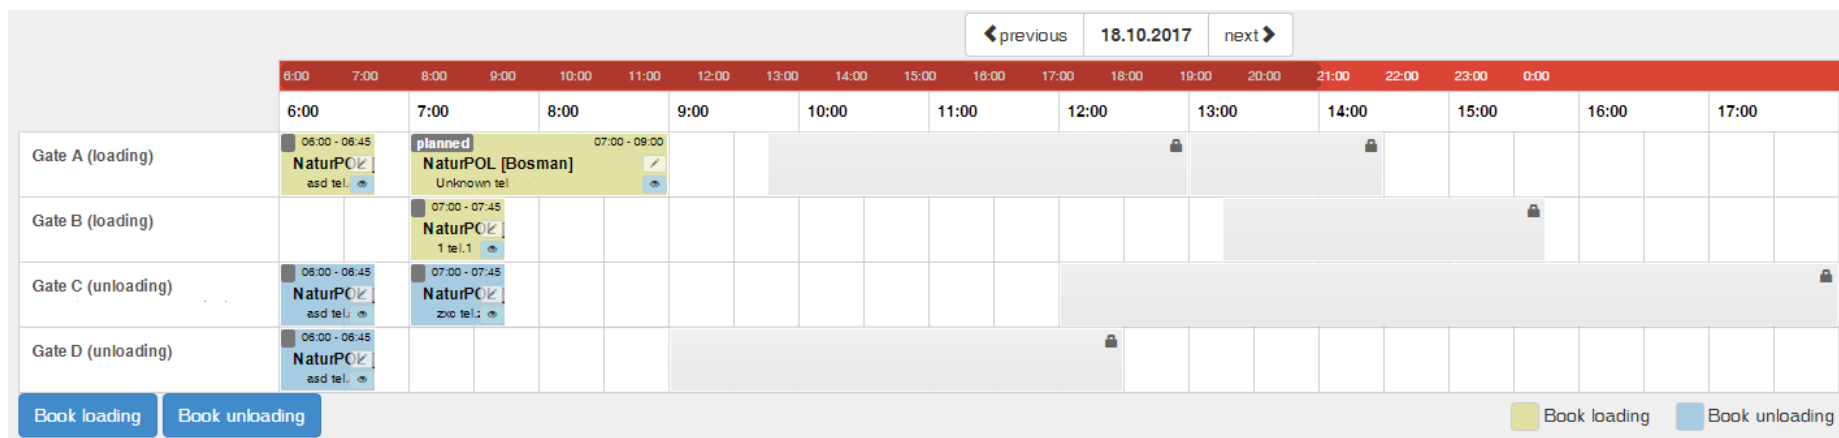 previous 18.10.2017 next
6:00 7:00 8:00 9:00 10:00 11:00 12:00 13:00 14:00 15:00 16:00 17:00 18:00 19:00 20:00 21:00 22:00 23:00 0:00
6:00 7:00 8:00 9:00 10:00 11:00 12:00 13:00 14:00 15:00 16:00 17:00
Gate A (loading)
06:00 - 06:45
NaturPOL [
asd tel.
planned 07:00 - 09:00
NaturPOL [Bosman]
Unknown tel
Gate B (loading)
07:00 - 07:45
NaturPOL [
1 tel.1
Gate C (unloading)
06:00 - 06:45
NaturPOL [
asd tel.
07:00 - 07:45
NaturPOL [
zxc tel.
Gate D (unloading)
06:00 - 06:45
NaturPOL [
asd tel.
Book loading Book unloading
Book loading Book unloading